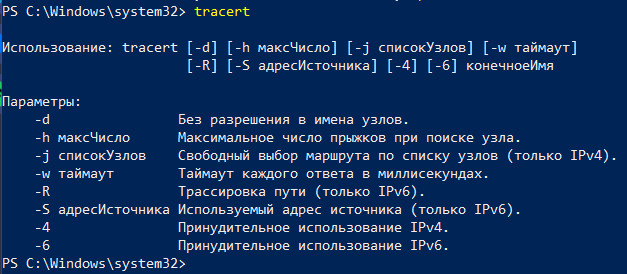 PS C:\Windows\system32> tracert
Использование: tracert [-d] [-h максЧисло] [-j списокУзлов] [-w таймаут]
[-R] [-S адресИсточника] [-4] [-6] конечноеИмя
Параметры:
-d Без разрешения в имена узлов.
-h максЧисло Максимальное число прыжков при поиске узла.
-j списокУзлов Свободный выбор маршрута по списку узлов (только IPv4).
-w таймаут Таймаут каждого ответа в миллисекундах.
-R Трассировка пути (только IPv6).
-S адресИсточника Используемый адрес источника (только IPv6).
-4 Принудительное использование IPv4.
-6 Принудительное использование IPv6.
PS C:\Windows\system32>